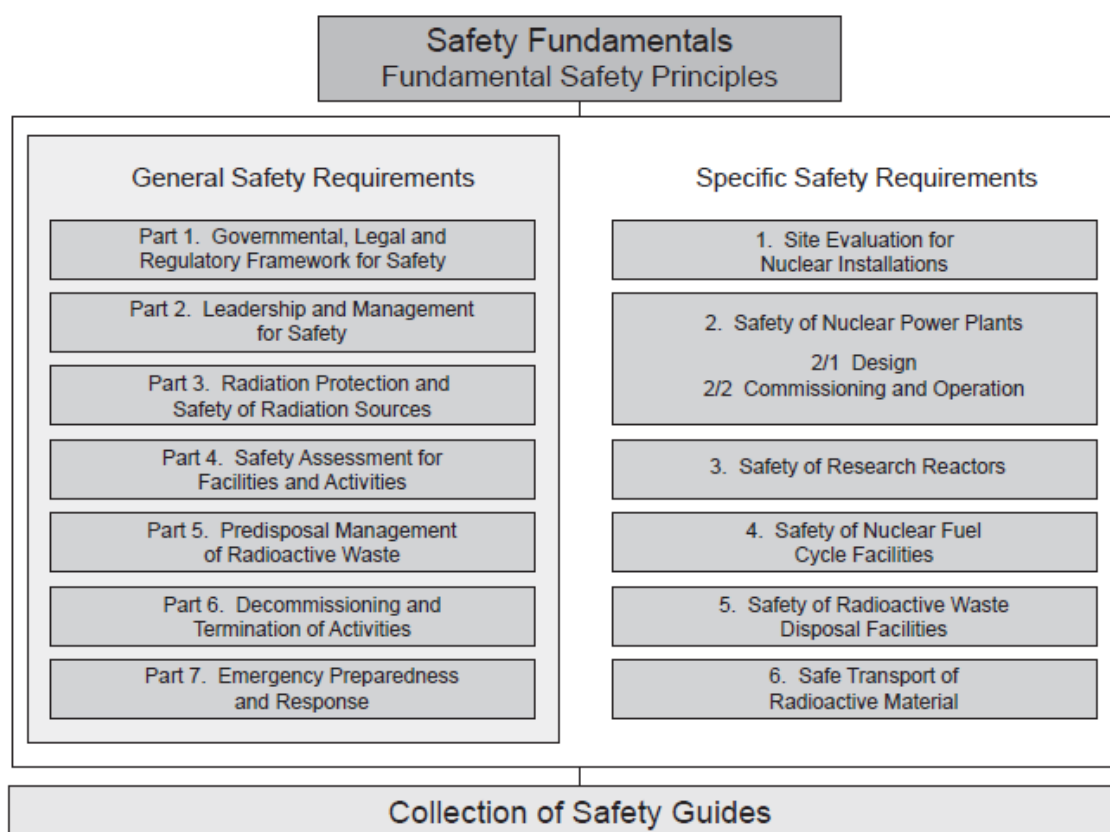 Safety Fundamentals
Fundamental Safety Principles
General Safety Requirements
Part 1. Governmental, Legal and
Regulatory Framework for Safety
Part 2. Leadership and Management
for Safety
Part 3. Radiation Protection and
Safety of Radiation Sources
Part 4. Safety Assessment for
Facilities and Activities
Part 5. Predisposal Management
of Radioactive Waste
Part 6. Decommissioning and
Termination of Activities
Part 7. Emergency Preparedness
and Response
Specific Safety Requirements
1. Site Evaluation for
Nuclear Installations
2. Safety of Nuclear Power Plants
2/1 Design
2/2 Commissioning and Operation
3. Safety of Research Reactors
4. Safety of Nuclear Fuel
Cycle Facilities
5. Safety of Radioactive Waste
Disposal Facilities
6. Safe Transport of
Radioactive Material
Collection of Safety Guides